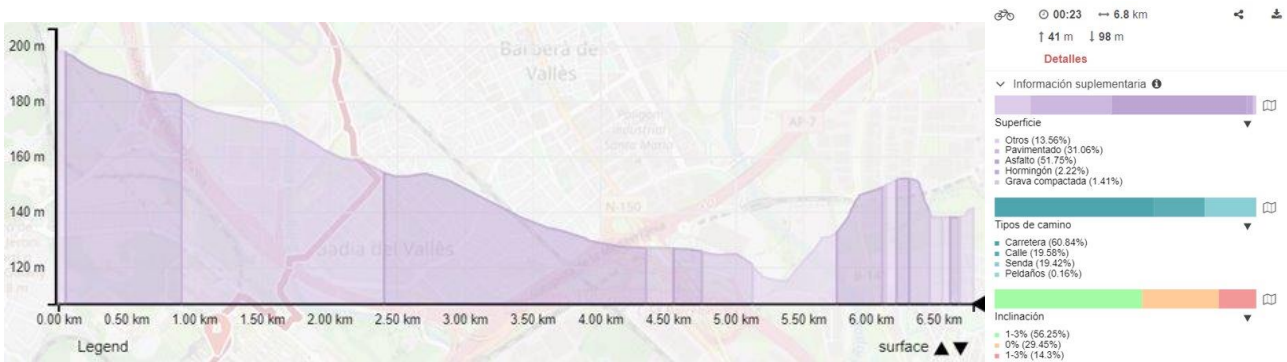 200 m
180 m
160 m
140 m
120 m
Barberà de
Vallès
Polígon
Industrial
Santa Maria
AP-7
N-150
Badia del Vallès
0.00 km 0.50 km 1.00 km 1.50 km 2.00 km 2.50 km 3.00 km 3.50 km 4.00 km 4.50 km 5.00 km 5.50 km 6.00 km 6.50 km
Legend
surface ▲▼
00:23 ↔ 6.8 km
↑ 41 m ↓ 98 m
Detalles
Información suplementaria
Superficie
Otros (13.56%)
Pavimentado (31.06%)
Asfalto (51.75%)
Hormingón (2.22%)
Grava compactada (1.41%)
Tipos de camino
Carretera (60.84%)
Calle (19.58%)
Senda (19.42%)
Peldaños (0.16%)
Inclinación
1-3% (56.25%)
0% (29.45%)
1-3% (14.3%)